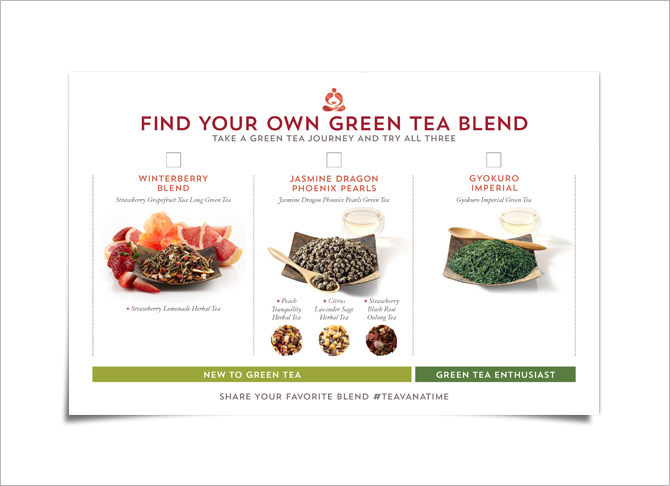 FIND YOUR OWN GREEN TEA BLEND
TAKE A GREEN TEA JOURNEY AND TRY ALL THREE
WINTERBERRY
BLEND
Strawberry Grapefruit Xue Long Green Tea
+ Strawberry Lemonade Herbal Tea
JASMINE DRAGON
PHOENIX PEARLS
Jasmine Dragon Phoenix Pearls Green Tea
+ Peach
Tranquility
Herbal Tea
+ Citrus
Lavender Sage
Herbal Tea
+ Strawberry
Blush Rosé
Oolong Tea
GYOKURO
IMPERIAL
Gyokuro Imperial Green Tea
NEW TO GREEN TEA
GREEN TEA ENTHUSIAST
SHARE YOUR FAVORITE BLEND #TEAVANATIME